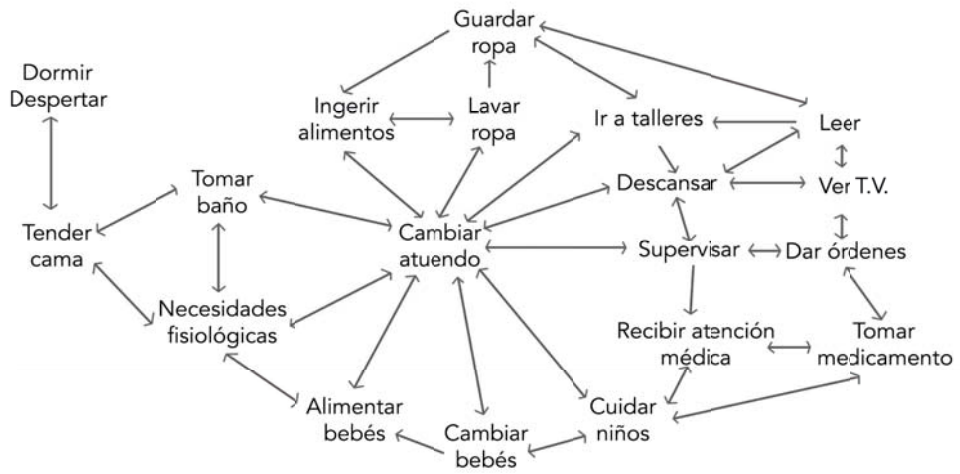 Guardar
ropa
Dormir
Despertar
Ingerir
alimentos
Lavar
ropa
Ir a talleres
Leer
Tomar
baño
Descansar
Ver T.V.
Tender
cama
Cambiar
atuendo
Supervisar
Dar órdenes
Necesidades
fisiológicas
Recibir atención
médica
Tomar
medicamento
Alimentar
bebés
Cambiar
bebés
Cuidar
niños